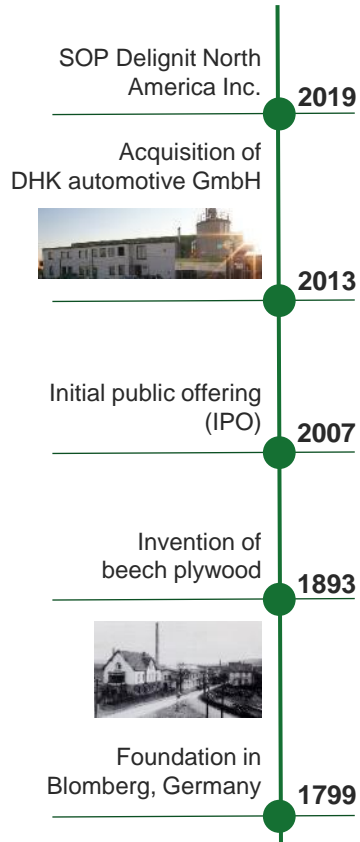 SOP Delignit North
America Inc.
2019
Acquisition of
DHK automotive GmbH
2013
Initial public offering
(IPO)
2007
Invention of
beech plywood
1893
Foundation in
Blomberg, Germany
1799